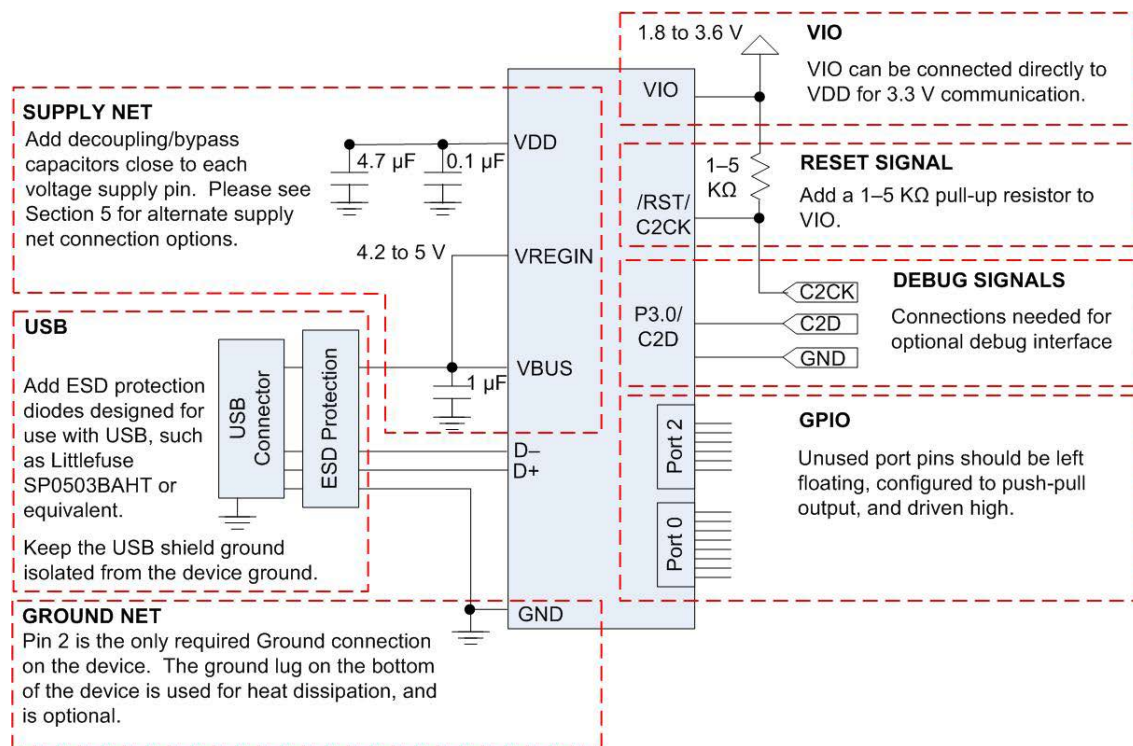 SUPPLY NET
Add decoupling/bypass
capacitors close to each
voltage supply pin. Please see
Section 5 for alternate supply
net connection options.
4.7 µF
0.1 µF
4.2 to 5 V
USB
Add ESD protection
diodes designed for
use with USB, such
as Littlefuse
SP0503BAHT or
equivalent.
Keep the USB shield ground
isolated from the device ground.
USB
Connector
ESD Protection
1 µF
GROUND NET
Pin 2 is the only required Ground connection
on the device. The ground lug on the bottom
of the device is used for heat dissipation, and
is optional.
VDD
VREGIN
VBUS
D–
D+
GND
VIO
/RST/
C2CK
P3.0/
C2D
Port 2
Port 0
1.8 to 3.6 V
VIO
VIO can be connected directly to
VDD for 3.3 V communication.
1–5
KΩ
RESET SIGNAL
Add a 1–5 KΩ pull-up resistor to
VIO.
C2CK
C2D
GND
DEBUG SIGNALS
Connections needed for
optional debug interface
GPIO
Unused port pins should be left
floating, configured to push-pull
output, and driven high.